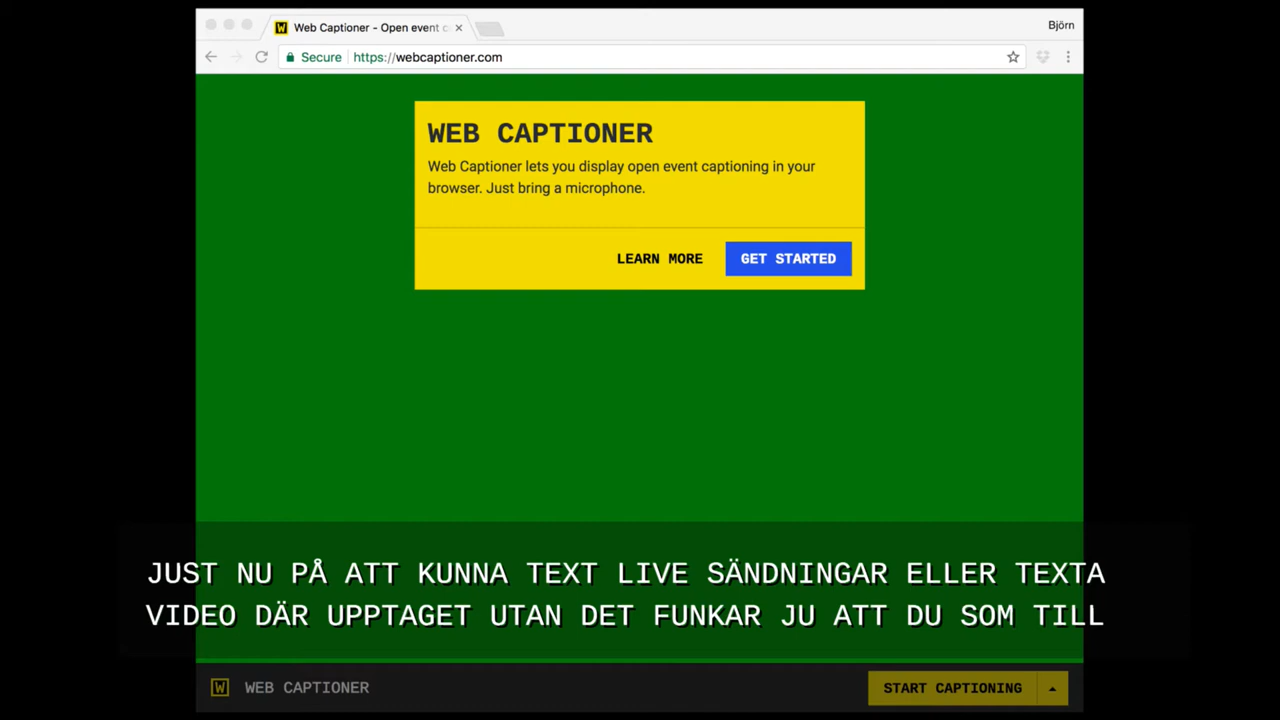 Web Captioner - Open event c
Björn
Secure https://webcaptioner.com
WEB CAPTIONER
Web Captioner lets you display open event captioning in your
browser. Just bring a microphone.
LEARN MORE GET STARTED
JUST NU PÅ ATT KUNNA TEXT LIVE SÄNDNINGAR ELLER TEXTA
VIDEO DÄR UPPTAGET UTAN DET FUNKAR JU ATT DU SOM TILL
W WEB CAPTIONER START CAPTIONING